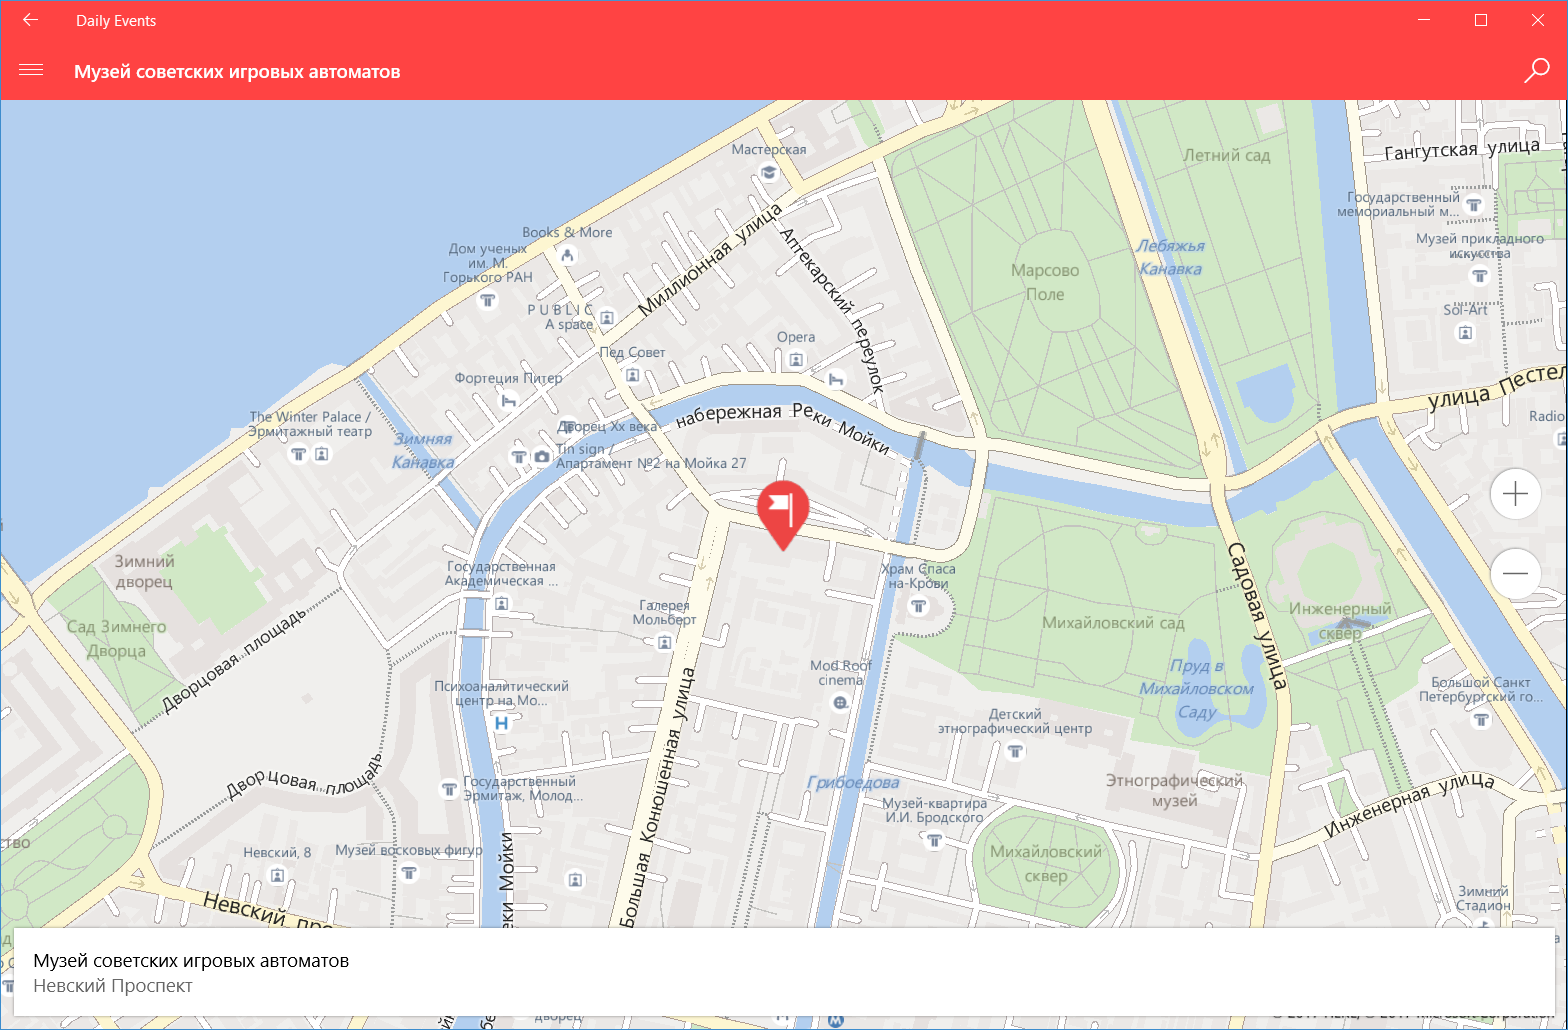 Daily Events
Музей советских игровых автоматов
Мастерская
Летний сад
Гангутская улица
Государственный
мемориальный м...
Books & More
Миллионная улица
Аптекарский переулок
Дом ученых
им. М.
Горького РАН
Лебяжья
Канавка
Музей прикладного
искусства
Марсово
Поле
P U B L I C
A space
Sol-Art
Opera
Пед Совет
Фортеция Питер
улица Пестел
The Winter Palace /
Эрмитажный театр
набережная Реки Мойки
Radio
Дворец Xx века
Зимняя
Канавка
Tin sign /
Апартамент №2 на Мойка 27
Зимний
дворец
Государственная
Академическая ...
Храм Спаса
на-Крови
Садовая улица
Галерея
Мольберт
Инженерный
сквер
Сад Зимнего
Дворца
Михайловский сад
Дворцовая площадь
Mod Roof
cinema
Пруд в
Михайловском
Саду
Психоаналитический
центр на Мо...
Большой Санкт
Петербургский го...
Большая Конюшенная улица
Детский
этнографический центр
Дворцовая площадь
Государственный
Эрмитаж, Молод...
Грибоедова
Этнографический
музей
Инженерная улица
Музей-квартира
И.И. Бродского
ство
Невский, 8
Музей восковых фигур
Михайловский
сквер
еки Мойки
Невский про
Зимний
Стадион
Музей советских игровых автоматов
Невский Проспект
дворец